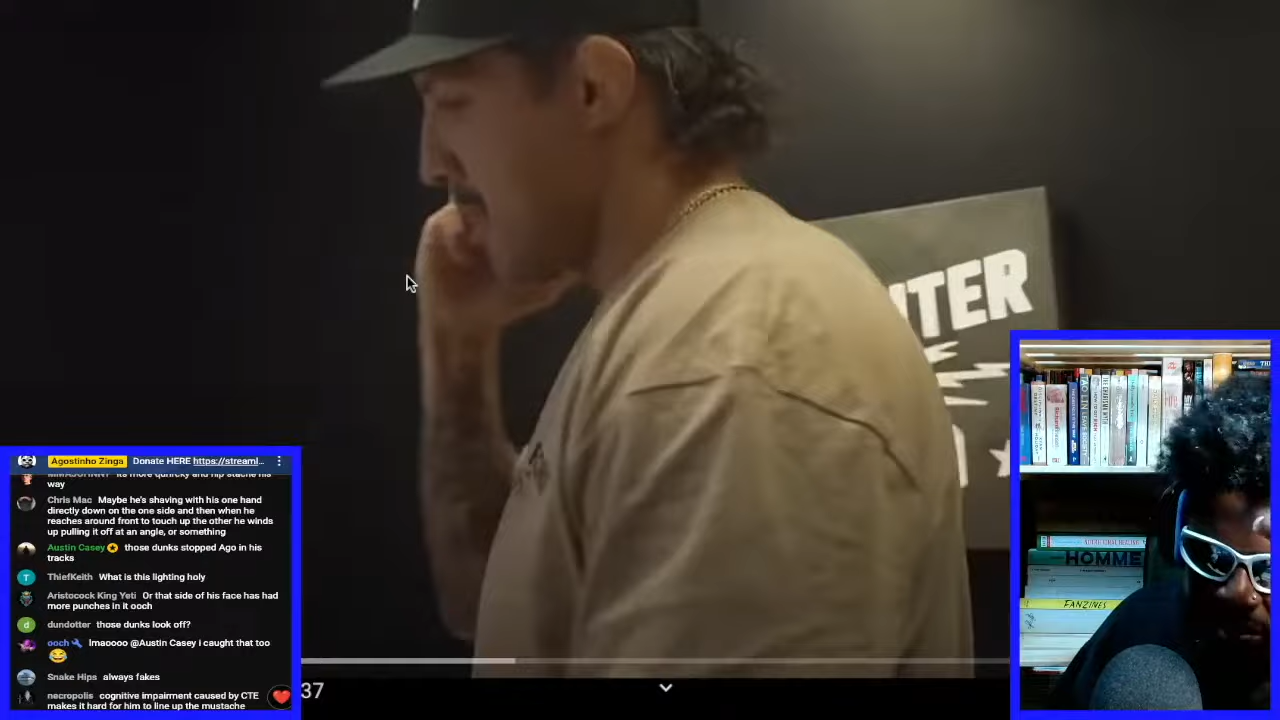 NTER
Agostinho Zinga Donate HERE https://streaml...
way
Chris Mac Maybe he's shaving with his one hand
directly down on the one side and then when he
reaches around front to touch up the other he winds
up pulling it off at an angle, or something
Austin Casey those dunks stopped Ago in his
tracks
ThiefKeith What is this lighting holy
Aristocock King Yeti Or that side of his face has had
more punches in it ooch
dundotter those dunks look off?
ooch lmaoooo @Austin Casey i caught that too
Snake Hips always fakes
necropolis cognitive impairment caused by CTE
makes it hard for him to line up the mustache
37
HOMME
FANZINES